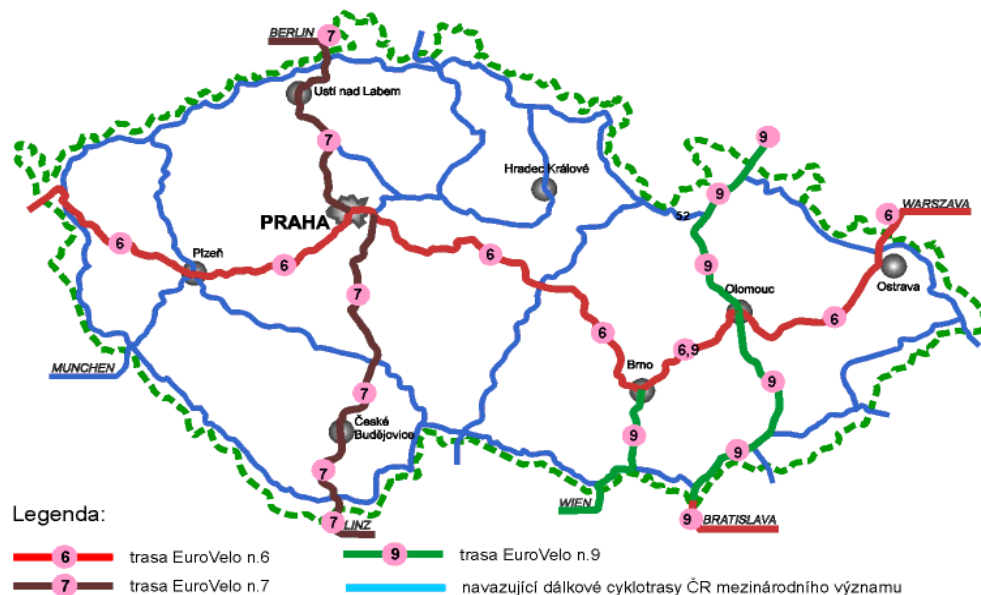 BERLIN
7
Ustí nad Labem
7
9
Hradec Králové
9
52
WARSZAVA
6
PRAHA
6
Plzeň
6
6
9
Olomouc
Ostrava
7
6
6
6,9
Brno
MUNCHEN
7
9
České
Budějovice
9
9
7
WIEN
7
LINZ
9
BRATISLAVA
Legenda:
6 trasa EuroVelo n.6
9 trasa EuroVelo n.9
7 trasa EuroVelo n.7
navazující dálkové cyklotrasy ČR mezinárodního významu